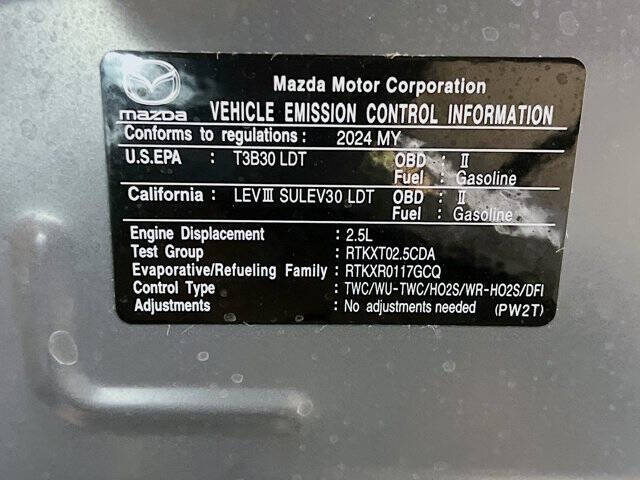 Mazda Motor Corporation
mazda VEHICLE EMISSION CONTROL INFORMATION
Conforms to regulations: 2024 MY
U.S.EPA : T3B30 LDT OBD : II
Fuel : Gasoline
California : LEVIII SULEV30 LDT OBD : II
Fuel : Gasoline
Engine Displacement : 2.5L
Test Group : RTKXT02.5CDA
Evaporative/Refueling Family : RTKXR0117GCQ
Control Type : TWC/WU-TWC/HO2S/WR-HO2S/DFI
Adjustments : No adjustments needed (PW2T)